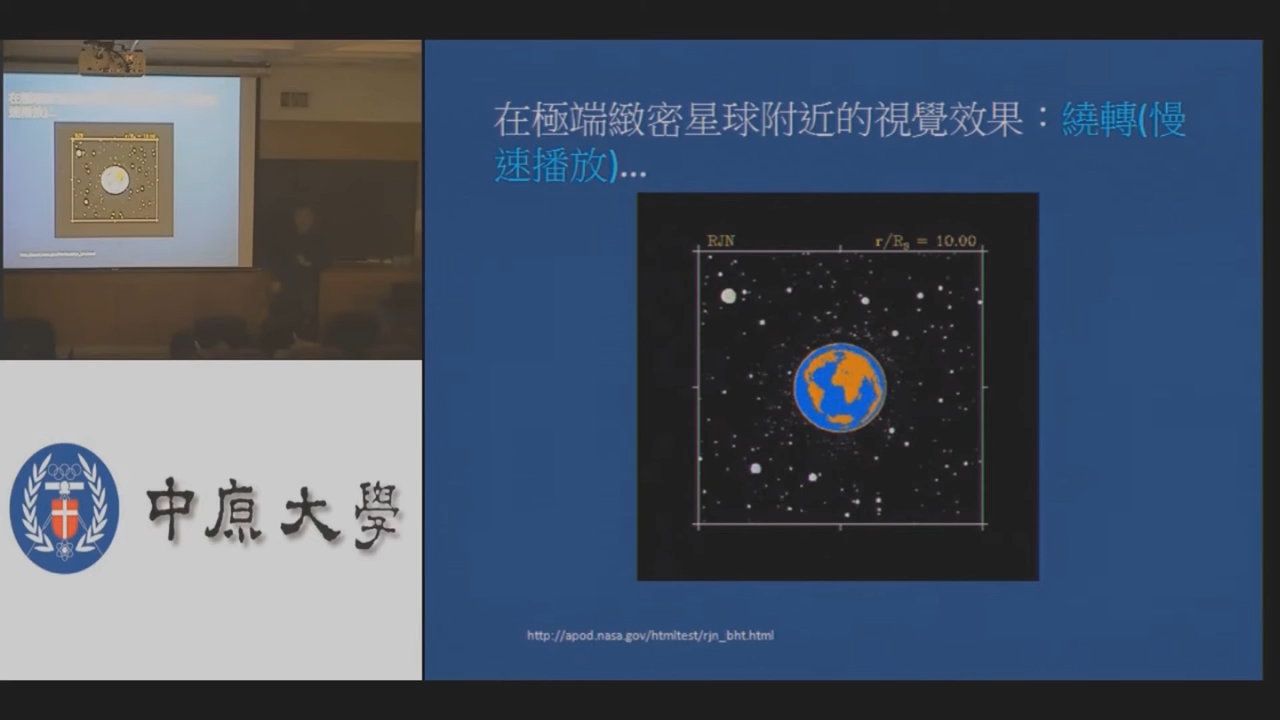 在極端緻密星球附近的視覺效果：繞轉(慢
速播放)...
RJN
r/Rs = 10.00
http://apod.nasa.gov/htmltest/rjn_bht.html
中原大學